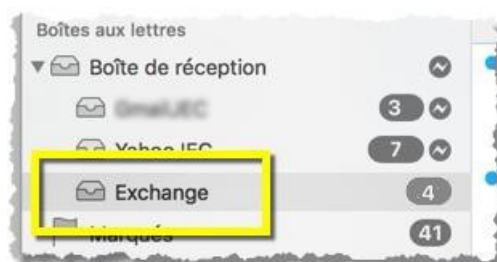 Boîtes aux lettres
Boîte de réception
3
Yahoo JEC 7
Exchange 4
Marqués 41